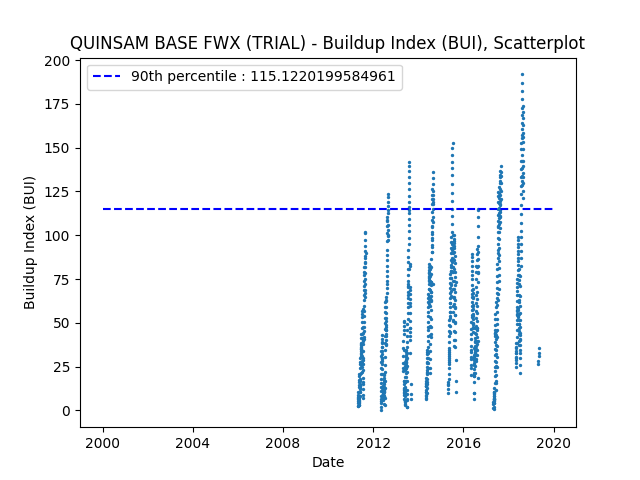 QUINSAM BASE FWX (TRIAL) - Buildup Index (BUI), Scatterplot
90th percentile : 115.1220199584961
200
175
150
125
100
75
50
25
0
Buildup Index (BUI)
2000 2004 2008 2012 2016 2020
Date